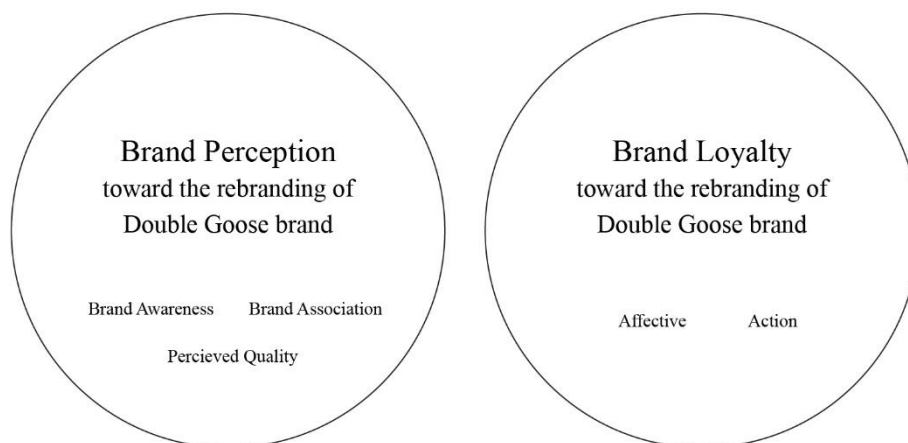 Brand Perception
toward the rebranding of
Double Goose brand
Brand Awareness Brand Association
Percieved Quality
Brand Loyalty
toward the rebranding of
Double Goose brand
Affective Action